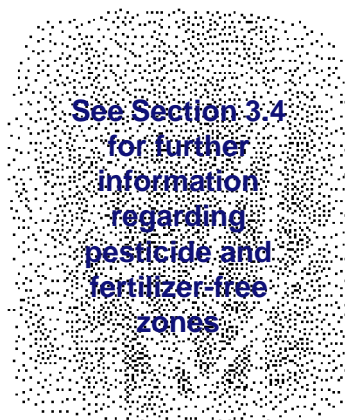 See Section 3.4
for further
information
regarding
pesticide and
fertilizer-free
zones